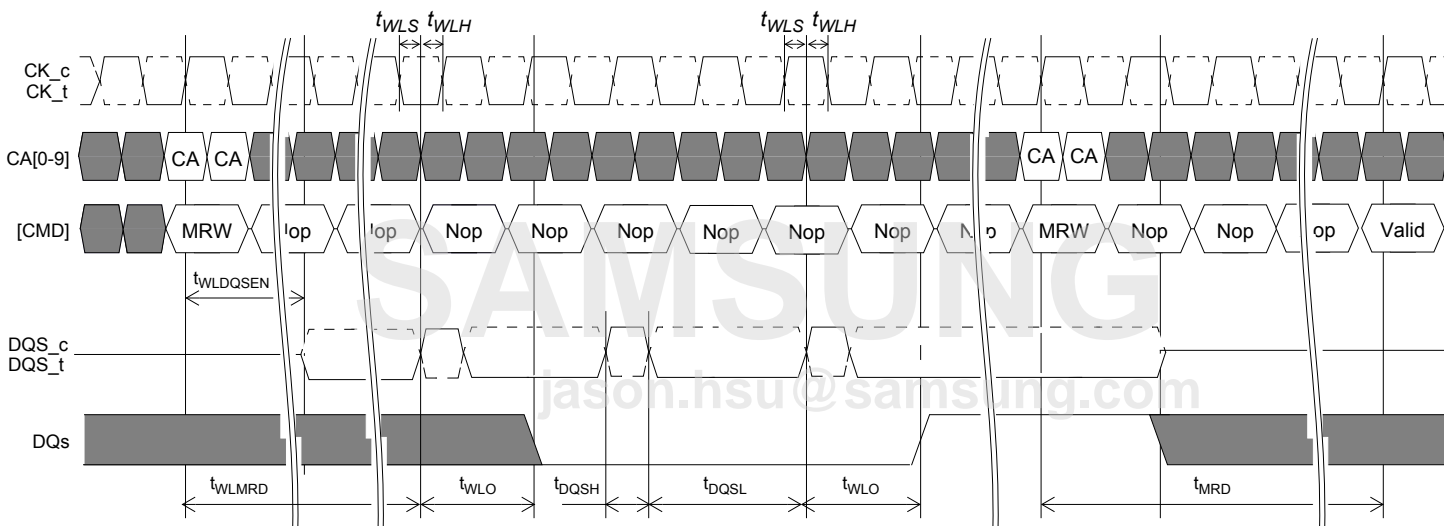 tWLS tWLH tWLS tWLH
CK_c
CK_t
CA[0-9] CA CA CA CA
[CMD] MRW Nop Nop Nop Nop Nop Nop Nop MRW Nop Nop Valid
SAMSUNG
tWLDQSEN
DQS_c
DQS_t
jason.hsu@samsung.com
DQs
tWLMRD tWLO tDQSH tDQSL tWLO tMRD